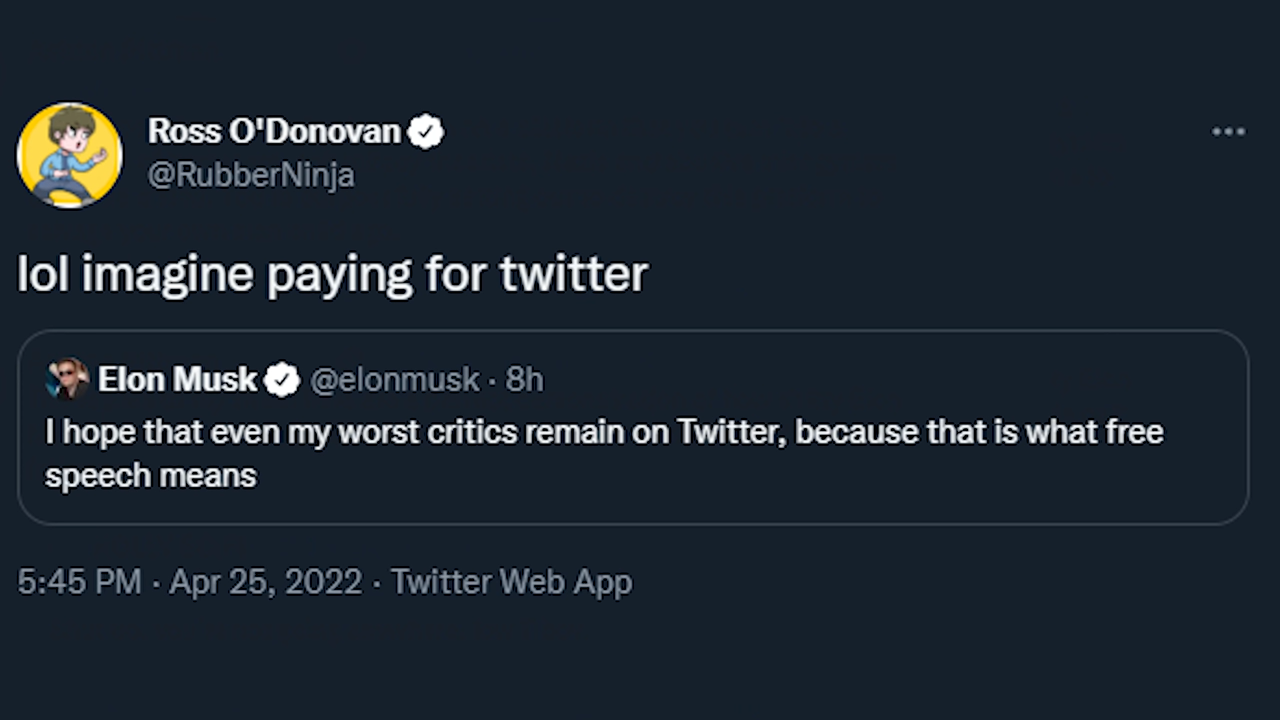 Ross O'Donovan
@RubberNinja
lol imagine paying for twitter
Elon Musk @elonmusk · 8h
I hope that even my worst critics remain on Twitter, because that is what free
speech means
5:45 PM · Apr 25, 2022 · Twitter Web App